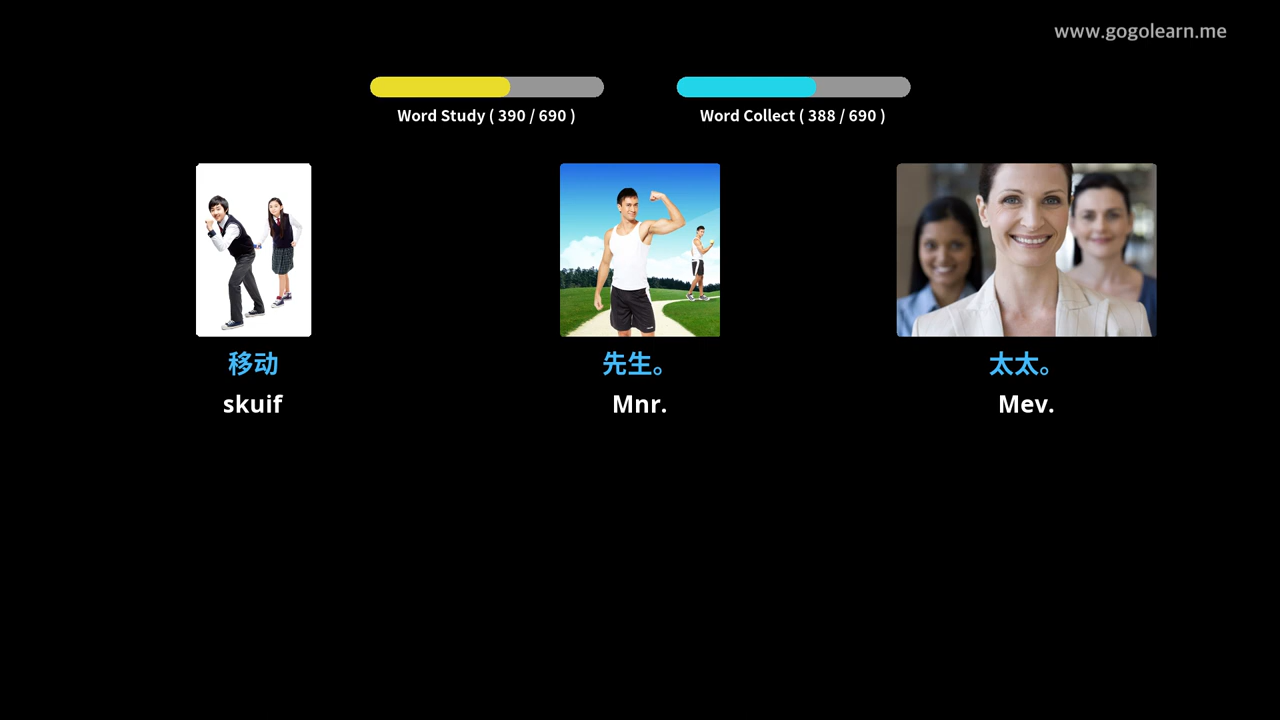 www.gogolearn.me
Word Study ( 390 / 690 )
Word Collect ( 388 / 690 )
移动
先生。
太太。
skuif
Mnr.
Mev.